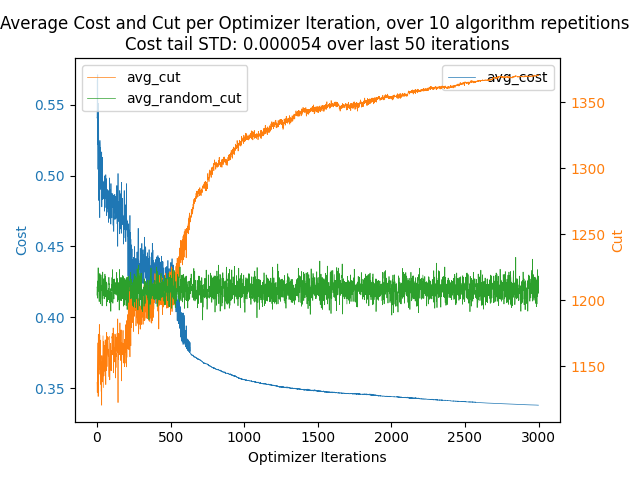 Average Cost and Cut per Optimizer Iteration, over 10 algorithm repetitions
Cost tail STD: 0.000054 over last 50 iterations
avg_cut
avg_random_cut
avg_cost
0.55
0.50
0.45
0.40
0.35
Cost
1350
1300
1250
1200
1150
Cut
0
500
1000
1500
2000
2500
3000
Optimizer Iterations